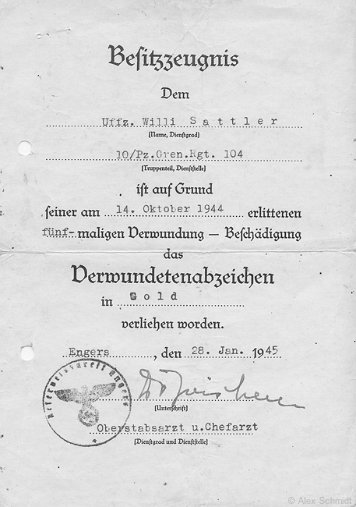 Besitzzeugnis
Dem
Uffz. Willi Sattler
(Name, Dienstgrad)
10/Pz.Gren.Rgt. 104
(Truppenteil, Dienststelle)
ist auf Grund
seiner am 14. Oktober 1944 erlittenen
fünf-maligen Verwundung – Beschädigung
das
Verwundetenabzeichen
in Gold
verliehen worden.
Engers, den 28. Jan. 1945
(Unterschrift)
Oberstabsarzt u.Chefarzt
(Dienstgrad und Dienststelle)
© Alex Schmidt